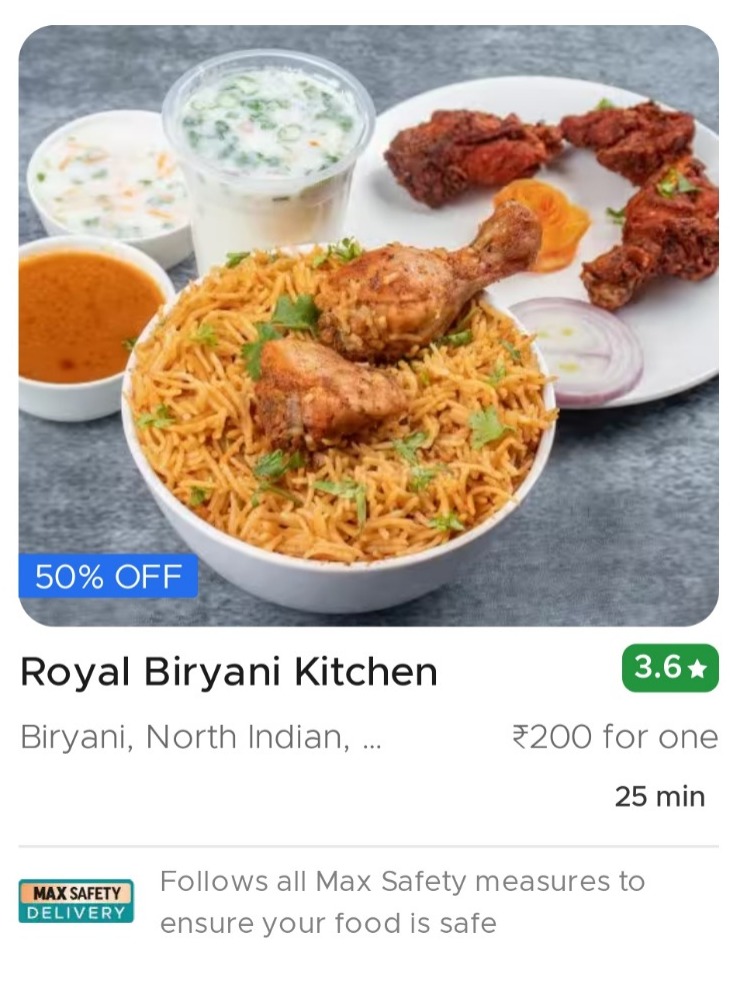 50% OFF
Royal Biryani Kitchen
3.6★
Biryani, North Indian, ...
₹200 for one
25 min
MAX SAFETY
DELIVERY
Follows all Max Safety measures to
ensure your food is safe